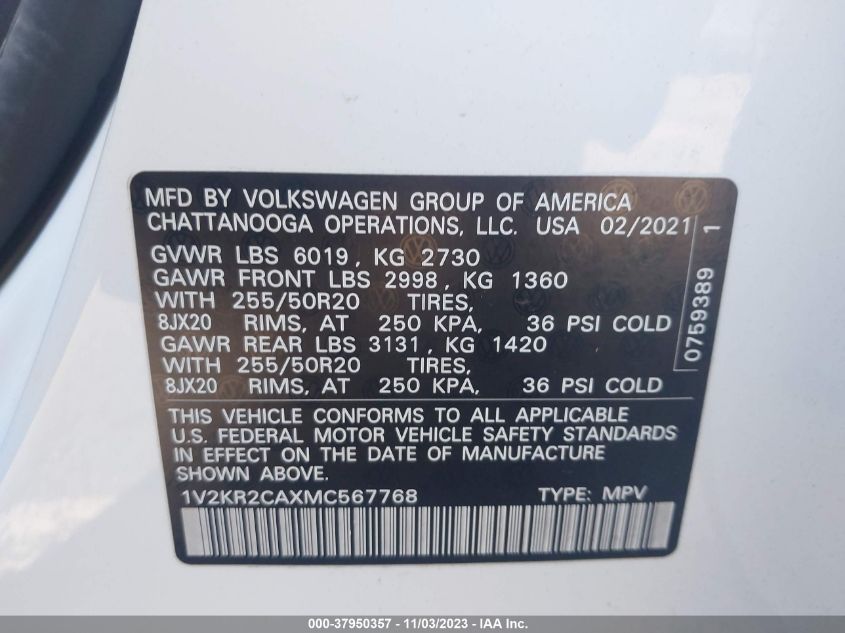 MFD BY VOLKSWAGEN GROUP OF AMERICA
CHATTANOOGA OPERATIONS, LLC. USA 02/2021
GVWR LBS 6019, KG 2730
GAWR FRONT LBS 2998, KG 1360
WITH 255/50R20 TIRES,
8JX20 RIMS, AT 250 KPA, 36 PSI COLD
GAWR REAR LBS 3131, KG 1420
WITH 255/50R20 TIRES,
8JX20 RIMS, AT 250 KPA, 36 PSI COLD
THIS VEHICLE CONFORMS TO ALL APPLICABLE
U.S. FEDERAL MOTOR VEHICLE SAFETY STANDARDS
IN EFFECT ON THE DATE OF MANUFACTURE
SHOWN ABOVE.
1V2KR2CAXMC567768 TYPE: MPV
0759389 1
000-37950357 - 11/03/2023 - IAAI.com